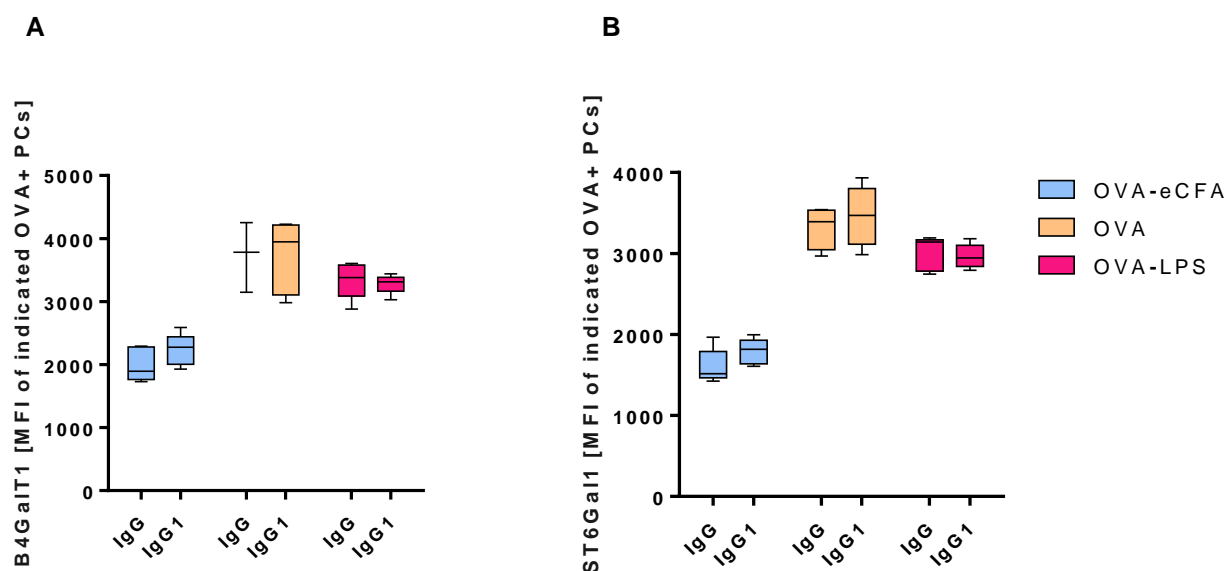 A
B4GalT1 [MFI of indicated OVA+ PCs]
5000
4000
3000
2000
1000
0
IgG
IgG1
IgG
IgG1
IgG
IgG1
B
ST6Gal1 [MFI of indicated OVA+ PCs]
4000
3000
2000
1000
0
IgG
IgG1
IgG
IgG1
IgG
IgG1
OVA-eCFA
OVA
OVA-LPS